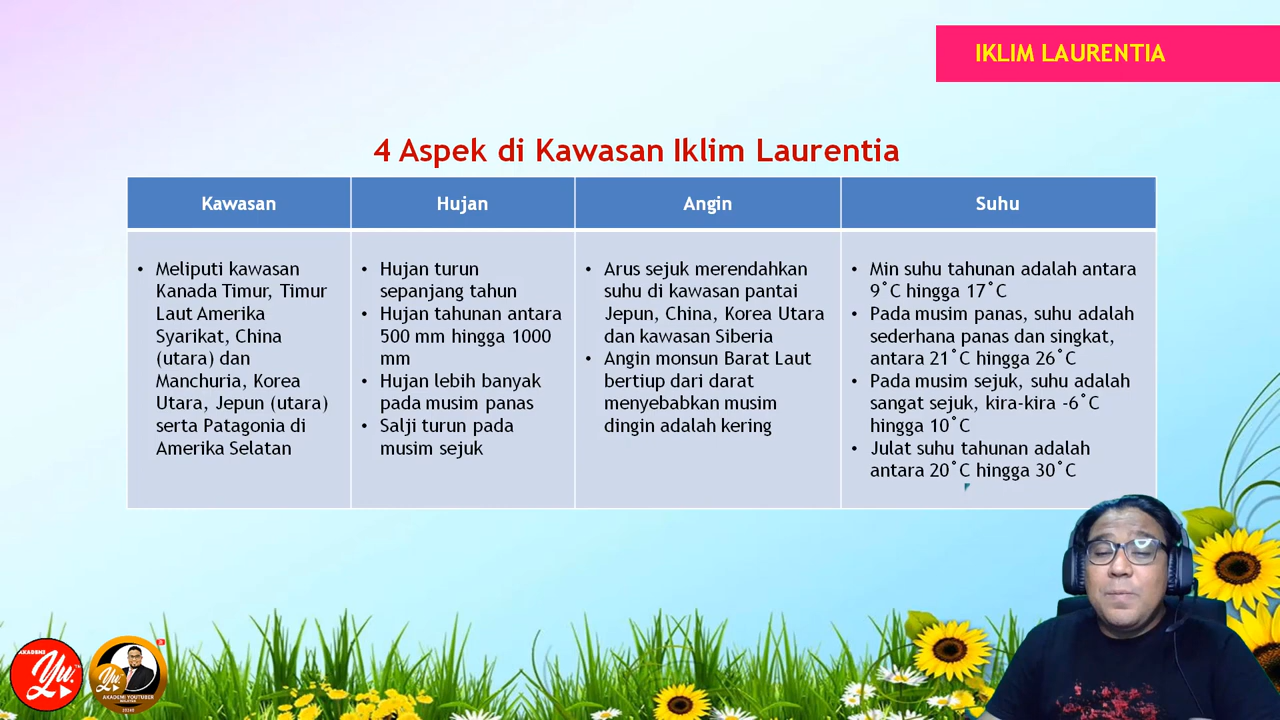 IKLIM LAURENTIA
4 Aspek di Kawasan Iklim Laurentia
Kawasan
Hujan
Angin
Suhu
• Meliputi kawasan
Kanada Timur, Timur
Laut Amerika
Syarikat, China
(utara) dan
Manchuria, Korea
Utara, Jepun (utara)
serta Patagonia di
Amerika Selatan
• Hujan turun
sepanjang tahun
• Hujan tahunan antara
500 mm hingga 1000
mm
• Hujan lebih banyak
pada musim panas
• Salji turun pada
musim sejuk
• Arus sejuk merendahkan
suhu di kawasan pantai
Jepun, China, Korea Utara
dan kawasan Siberia
• Angin monsun Barat Laut
bertiup dari darat
menyebabkan musim
dingin adalah kering
• Min suhu tahunan adalah antara
9˚C hingga 17˚C
• Pada musim panas, suhu adalah
sederhana panas dan singkat,
antara 21˚C hingga 26˚C
• Pada musim sejuk, suhu adalah
sangat sejuk, kira-kira -6˚C
hingga 10˚C
• Julat suhu tahunan adalah
antara 20˚C hingga 30˚C
AKADEMI
Yu.
AKADEMI YOUTUBER